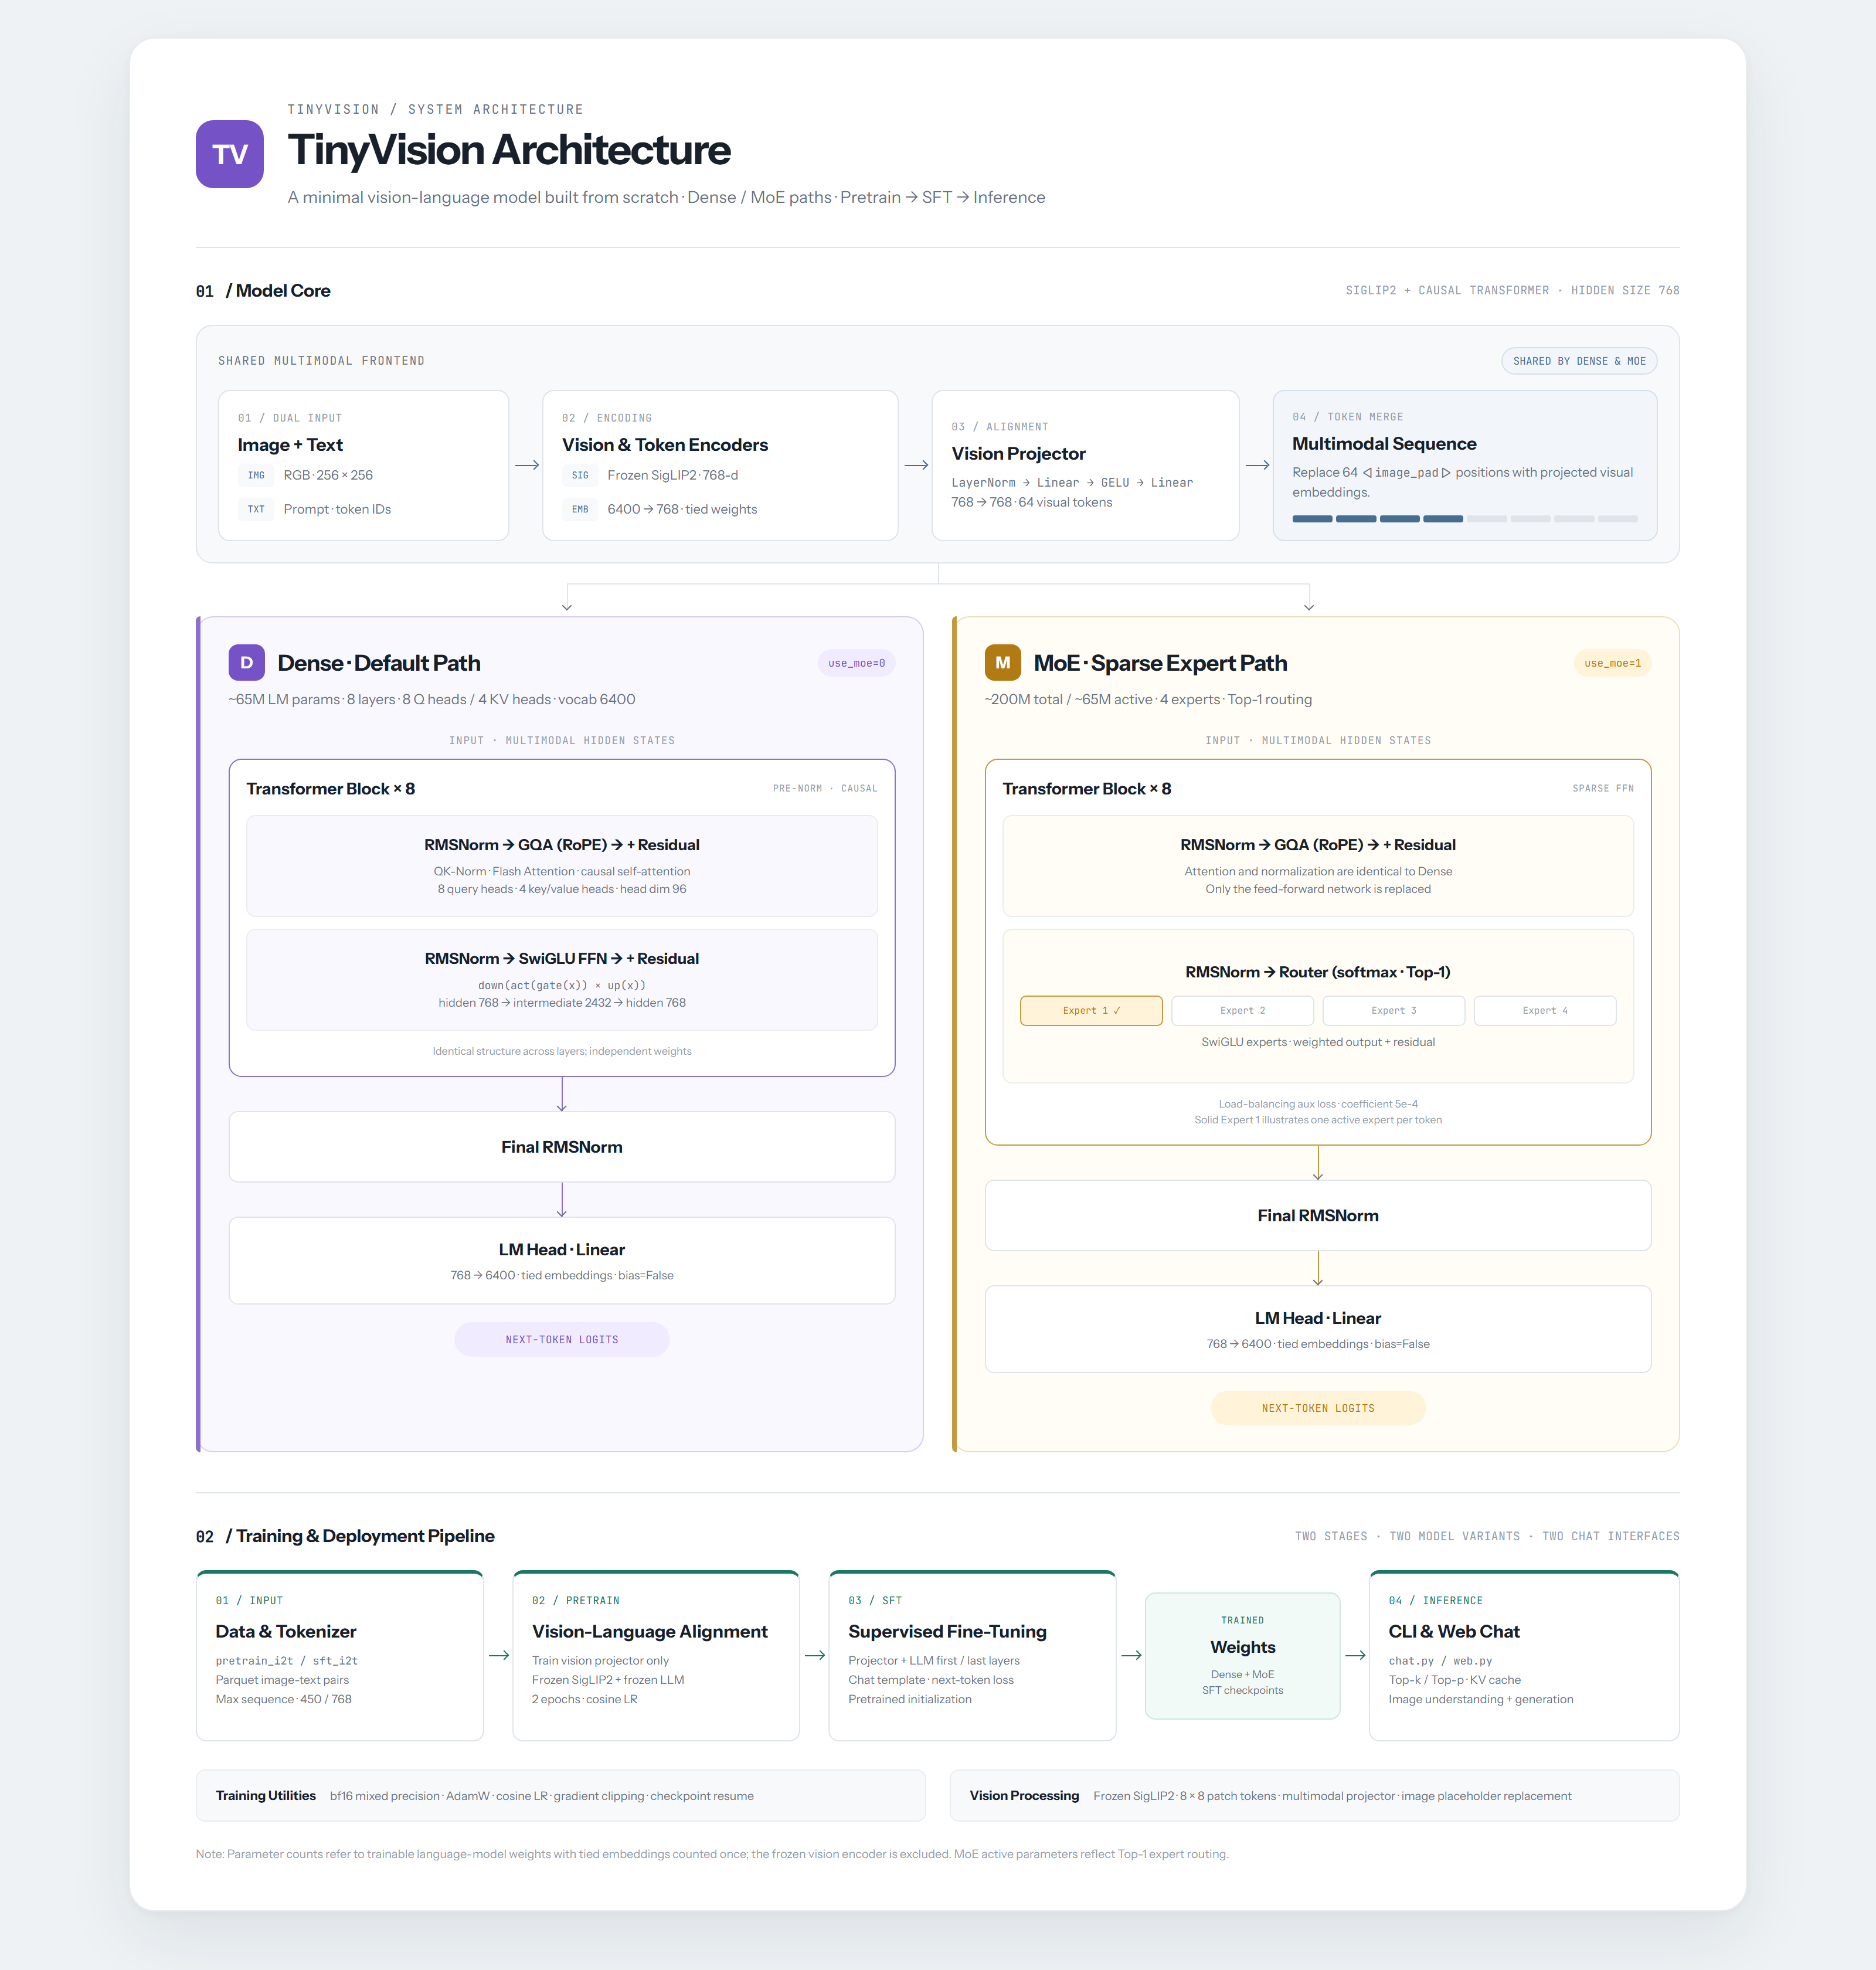 TINYVISION / SYSTEM ARCHITECTURE
TV
TinyVision Architecture
A minimal vision-language model built from scratch · Dense / MoE paths · Pretrain → SFT → Inference
01 / Model Core
SIGLIP2 + CAUSAL TRANSFORMER · HIDDEN SIZE 768
SHARED MULTIMODAL FRONTEND
SHARED BY DENSE & MOE
01 / DUAL INPUT
Image + Text
IMG RGB · 256 × 256
TXT Prompt · token IDs
02 / ENCODING
Vision & Token Encoders
SIG Frozen SigLIP2 · 768-d
EMB 6400 → 768 · tied weights
03 / ALIGNMENT
Vision Projector
LayerNorm → Linear → GELU → Linear
768 → 768 · 64 visual tokens
04 / TOKEN MERGE
Multimodal Sequence
Replace 64 <|image_pad|> positions with projected visual
embeddings.
D Dense · Default Path
use_moe=0
~65M LM params · 8 layers · 8 Q heads / 4 KV heads · vocab 6400
INPUT · MULTIMODAL HIDDEN STATES
Transformer Block × 8
PRE-NORM · CAUSAL
RMSNorm → GQA (RoPE) → + Residual
QK-Norm · Flash Attention · causal self-attention
8 query heads · 4 key/value heads · head dim 96
RMSNorm → SwiGLU FFN → + Residual
down(act(gate(x)) × up(x))
hidden 768 → intermediate 2432 → hidden 768
Identical structure across layers; independent weights
Final RMSNorm
LM Head · Linear
768 → 6400 · tied embeddings · bias=False
NEXT-TOKEN LOGITS
M MoE · Sparse Expert Path
use_moe=1
~200M total / ~65M active · 4 experts · Top-1 routing
INPUT · MULTIMODAL HIDDEN STATES
Transformer Block × 8
SPARSE FFN
RMSNorm → GQA (RoPE) → + Residual
Attention and normalization are identical to Dense
Only the feed-forward network is replaced
RMSNorm → Router (softmax · Top-1)
Expert 1 ✓
Expert 2
Expert 3
Expert 4
SwiGLU experts · weighted output + residual
Load-balancing aux loss · coefficient 5e-4
Solid Expert 1 illustrates one active expert per token
Final RMSNorm
LM Head · Linear
768 → 6400 · tied embeddings · bias=False
NEXT-TOKEN LOGITS
02 / Training & Deployment Pipeline
TWO STAGES · TWO MODEL VARIANTS · TWO CHAT INTERFACES
01 / INPUT
Data & Tokenizer
pretrain_i2t / sft_i2t
Parquet image-text pairs
Max sequence · 450 / 768
02 / PRETRAIN
Vision-Language Alignment
Train vision projector only
Frozen SigLIP2 + frozen LLM
2 epochs · cosine LR
03 / SFT
Supervised Fine-Tuning
Projector + LLM first / last layers
Chat template · next-token loss
Pretrained initialization
TRAINED
Weights
Dense + MoE
SFT checkpoints
04 / INFERENCE
CLI & Web Chat
chat.py / web.py
Top-k / Top-p · KV cache
Image understanding + generation
Training Utilities bf16 mixed precision · AdamW · cosine LR · gradient clipping · checkpoint resume
Vision Processing Frozen SigLIP2 · 8 × 8 patch tokens · multimodal projector · image placeholder replacement
Note: Parameter counts refer to trainable language-model weights with tied embeddings counted once; the frozen vision encoder is excluded. MoE active parameters reflect Top-1 expert routing.